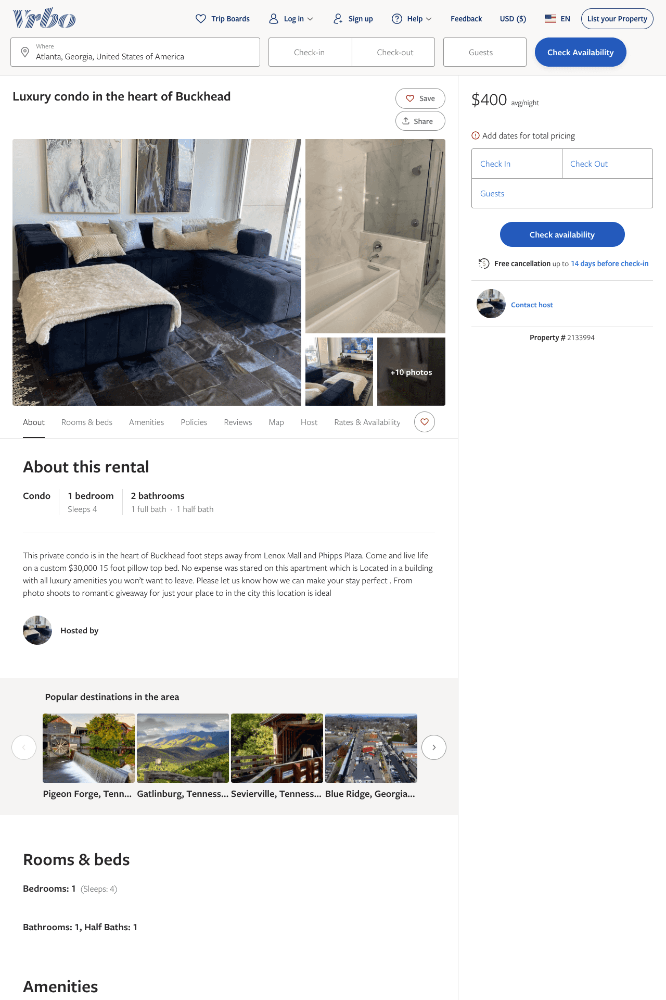 Vrbo
Trip Boards
Log in
Sign up
Help
Feedback
USD ($)
EN
List your Property
Where
Atlanta, Georgia, United States of America
Check-in
Check-out
Guests
Check Availability
Luxury condo in the heart of Buckhead
Save
Share
+10 photos
$400 avg/night
Add dates for total pricing
Check In
Check Out
Guests
Check availability
Free cancellation up to 14 days before check-in
Contact host
Property # 2133994
About
Rooms & beds
Amenities
Policies
Reviews
Map
Host
Rates & Availability
About this rental
Condo
1 bedroom
Sleeps 4
2 bathrooms
1 full bath · 1 half bath
This private condo is in the heart of Buckhead foot steps away from Lenox Mall and Phipps Plaza. Come and live life
on a custom $30,000 15 foot pillow top bed. No expense was stared on this apartment which is Located in a building
with all luxury amenities you won’t want to leave. Please let us know how we can make your stay perfect . From
photo shoots to romantic giveaway for just your place to in the city this location is ideal
Hosted by
Popular destinations in the area
Pigeon Forge, Tenn...
Gatlinburg, Tenness...
Sevierville, Tenness...
Blue Ridge, Georgia...
Rooms & beds
Bedrooms: 1 (Sleeps: 4)
Bathrooms: 1, Half Baths: 1
Amenities